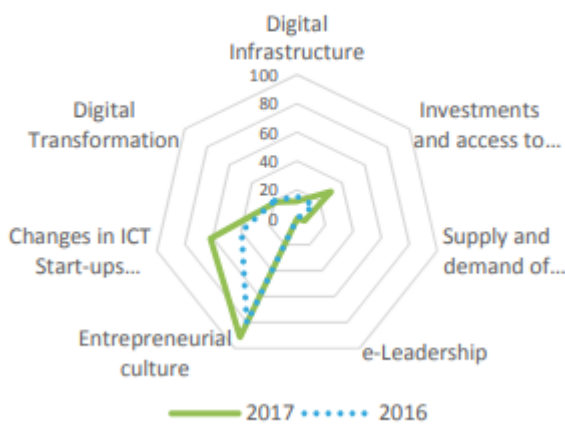 Digital
Infrastructure
100
80
60
40
20
0
Investments
and access to...
Supply and
demand of...
e-Leadership
Entrepreneurial
culture
Changes in ICT
Start-ups...
Digital
Transformation
2017
2016